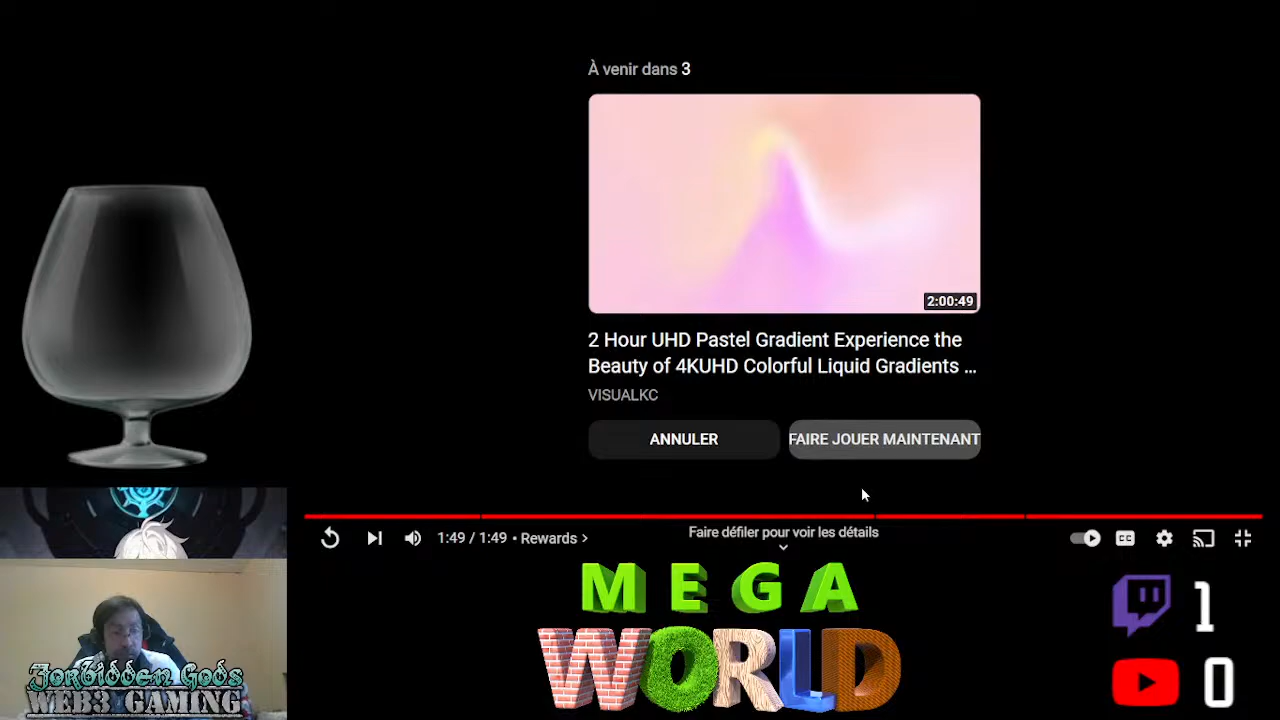 À venir dans 3
2:00:49
2 Hour UHD Pastel Gradient Experience the
Beauty of 4KUHD Colorful Liquid Gradients ...
VISUALKC
ANNULER
FAIRE JOUER MAINTENANT
1:49 / 1:49 • Rewards >
Faire défiler pour voir les détails
CC
MEGA
WORLD
1
0
Forbidden Gods
WEB3 GAMING